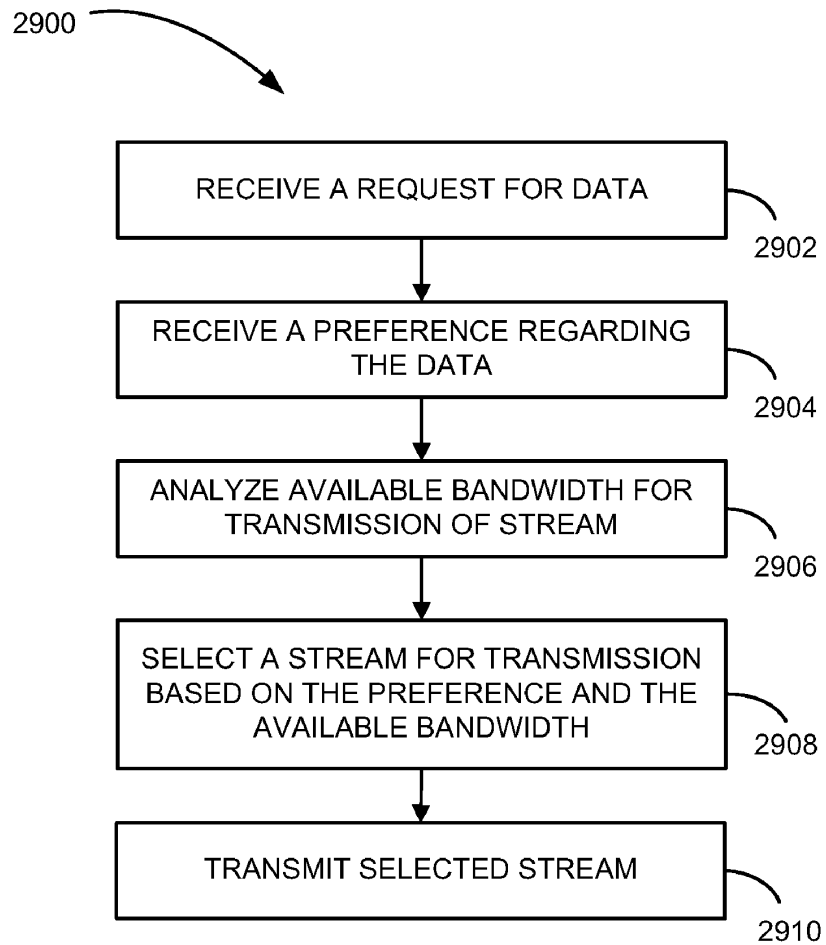 2900
RECEIVE A REQUEST FOR DATA
2902
RECEIVE A PREFERENCE REGARDING
THE DATA
2904
ANALYZE AVAILABLE BANDWIDTH FOR
TRANSMISSION OF STREAM
2906
SELECT A STREAM FOR TRANSMISSION
BASED ON THE PREFERENCE AND THE
AVAILABLE BANDWIDTH
2908
TRANSMIT SELECTED STREAM
2910